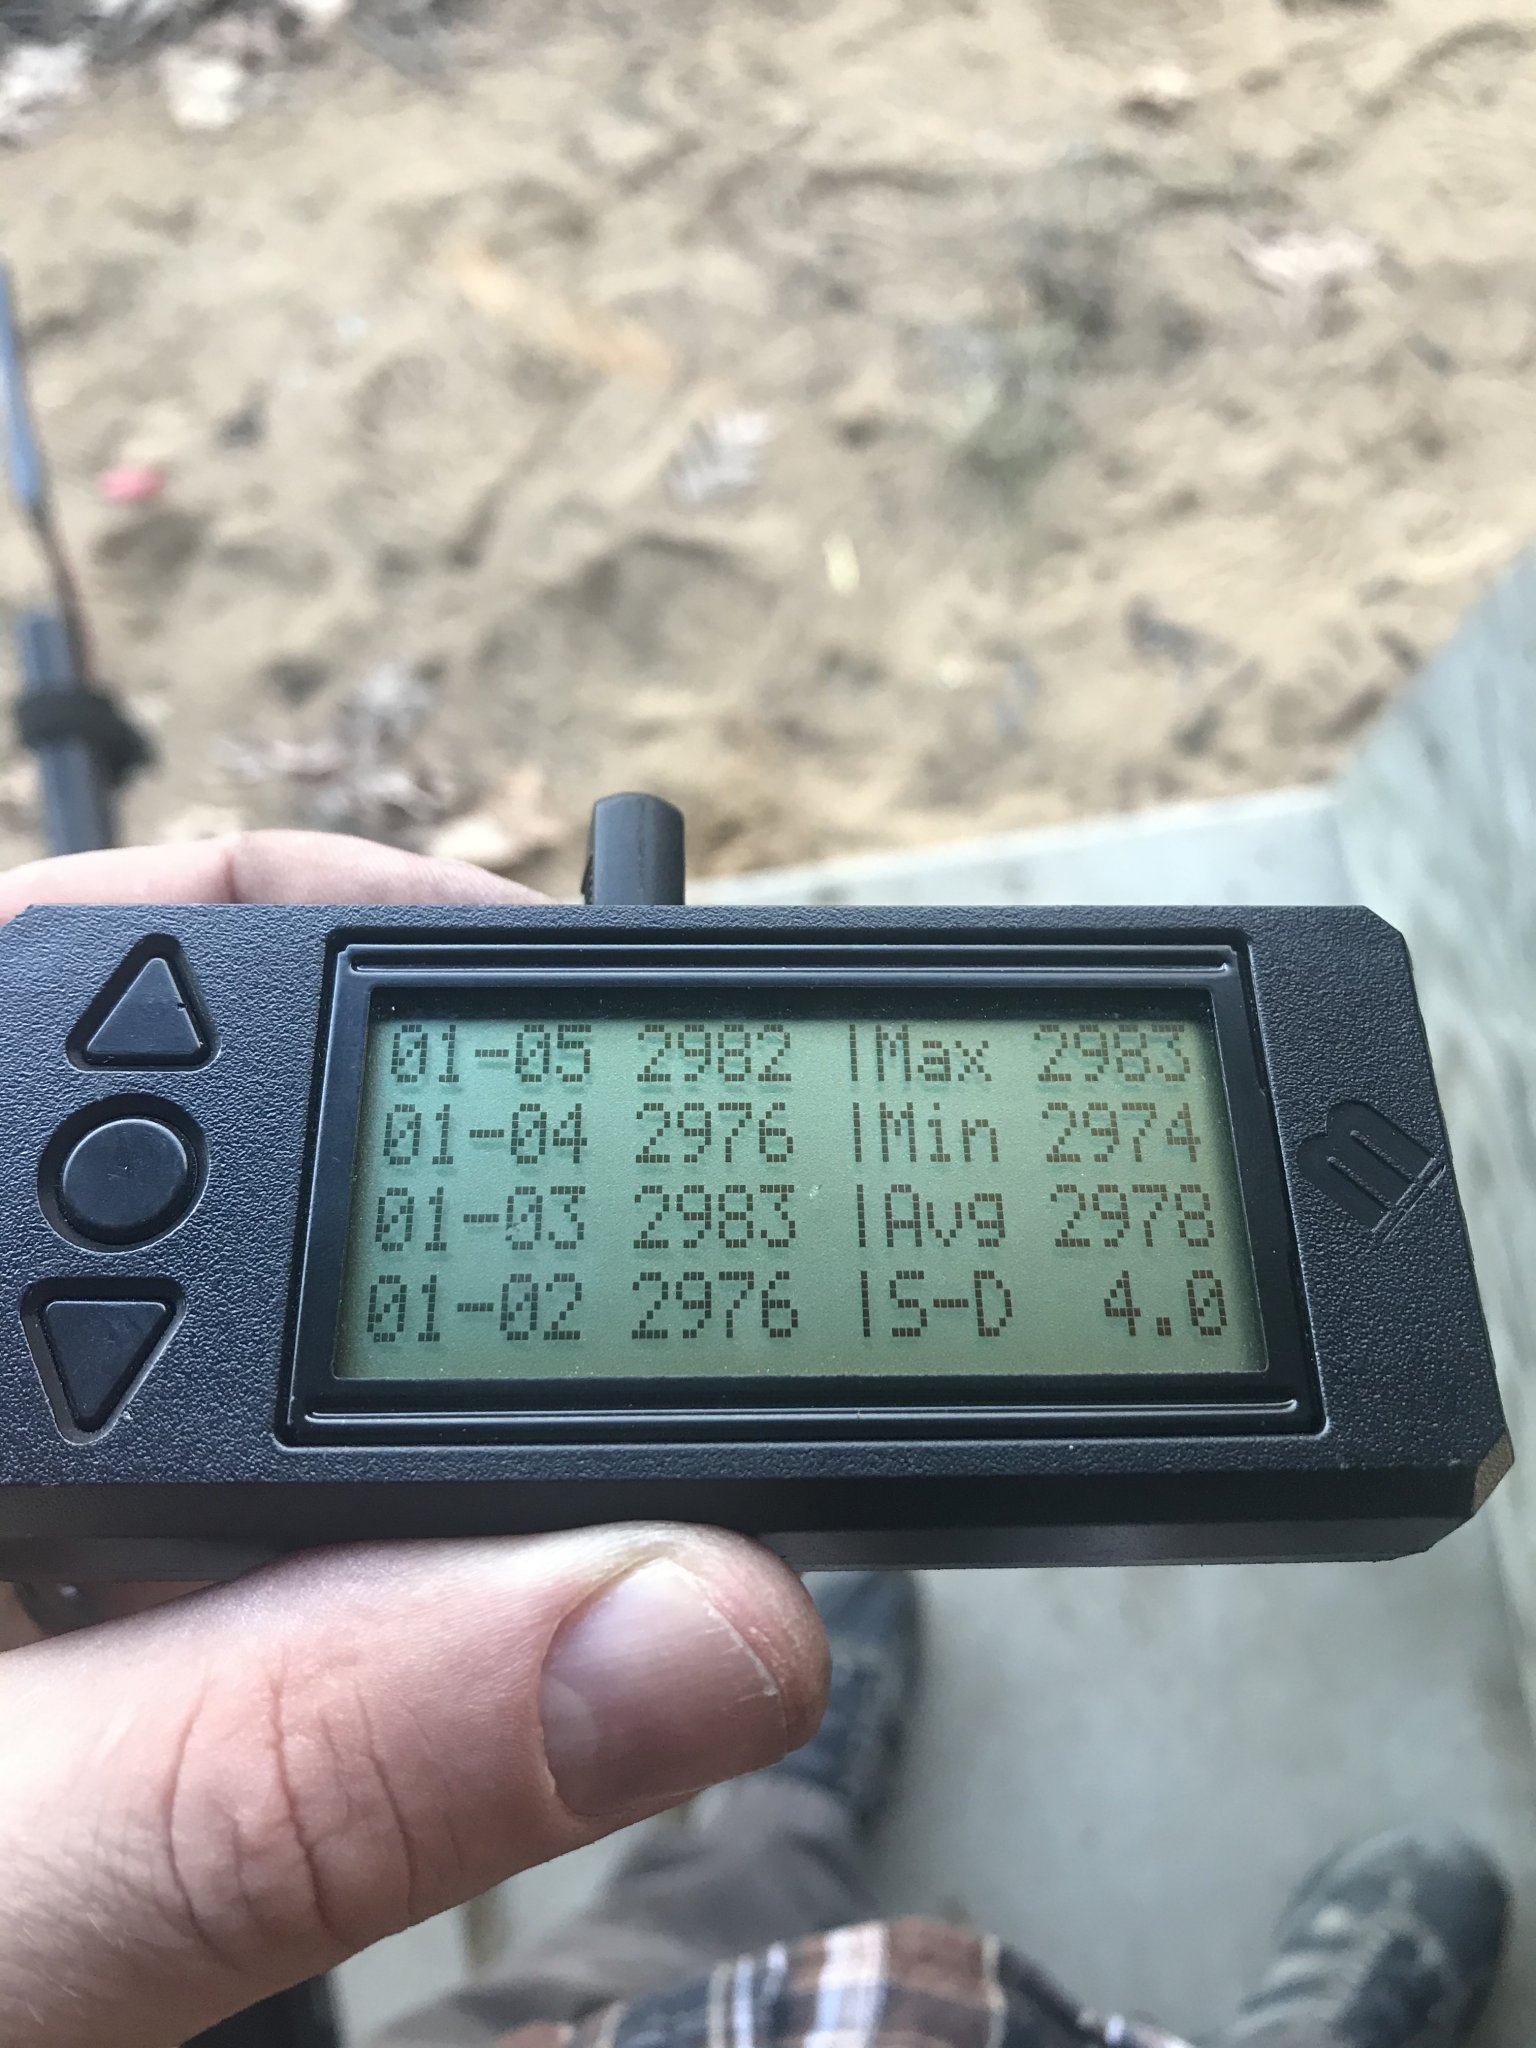 01-05 2982 |Max 2983
01-04 2976 |Min 2974
01-03 2983 |Avg 2978
01-02 2976 |S-D 4.0
m